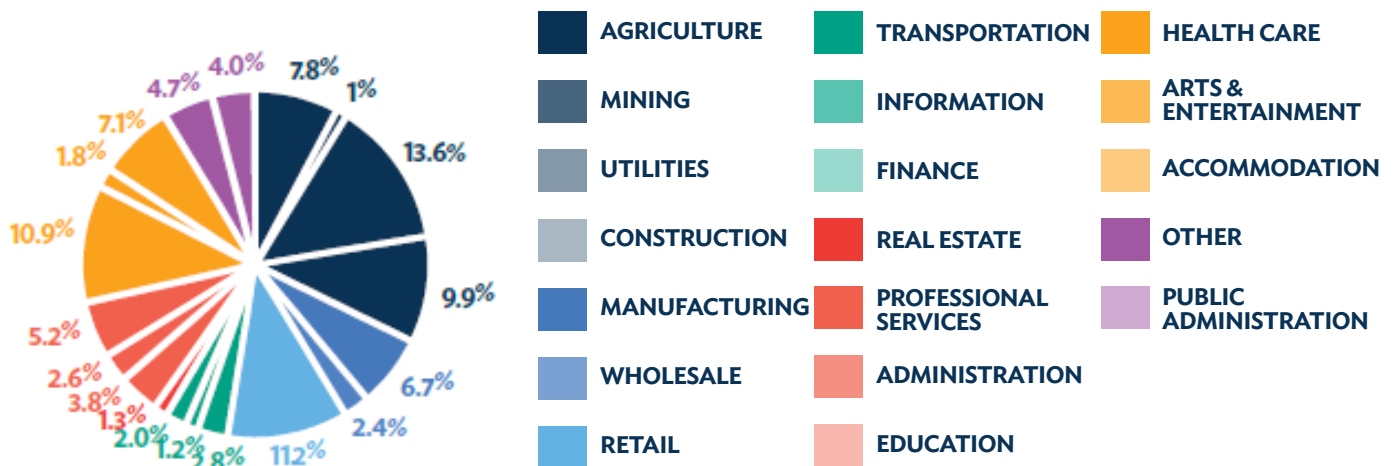 7.8%
1%
13.6%
9.9%
6.7%
2.4%
112%
2.8%
1.2%
2.0%
1.3%
3.8%
2.6%
5.2%
10.9%
1.8%
7.1%
4.7%
4.0%
AGRICULTURE
MINING
UTILITIES
CONSTRUCTION
MANUFACTURING
WHOLESALE
RETAIL
TRANSPORTATION
INFORMATION
FINANCE
REAL ESTATE
PROFESSIONAL
SERVICES
ADMINISTRATION
EDUCATION
HEALTH CARE
ARTS &
ENTERTAINMENT
ACCOMMODATION
OTHER
PUBLIC
ADMINISTRATION